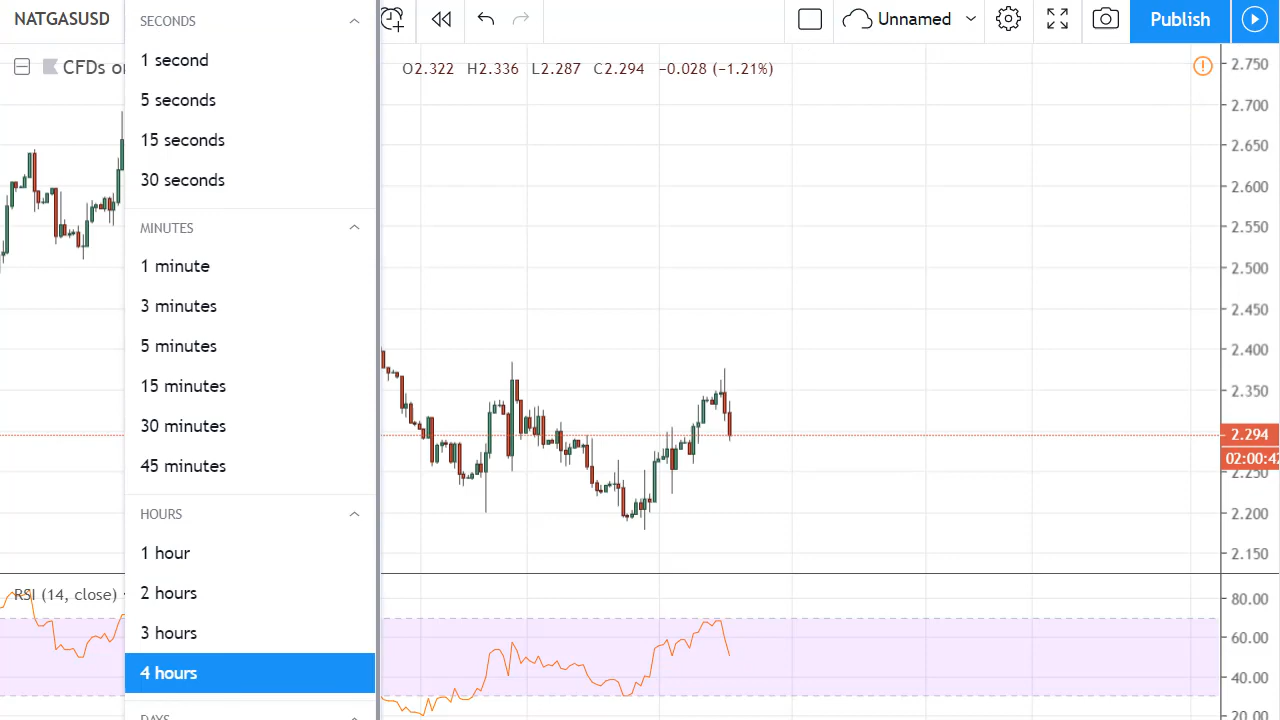 NATGASUSD
Unnamed
Publish
CFDs o
O2.322 H2.336 L2.287 C2.294 −0.028 (−1.21%)
SECONDS
1 second
5 seconds
15 seconds
30 seconds
MINUTES
1 minute
3 minutes
5 minutes
15 minutes
30 minutes
45 minutes
HOURS
1 hour
2 hours
3 hours
4 hours
DAYS
2.750
2.700
2.650
2.600
2.550
2.500
2.450
2.400
2.350
2.294
02:00:42
2.250
2.200
2.150
RSI (14, close)
80.00
60.00
40.00
20.00